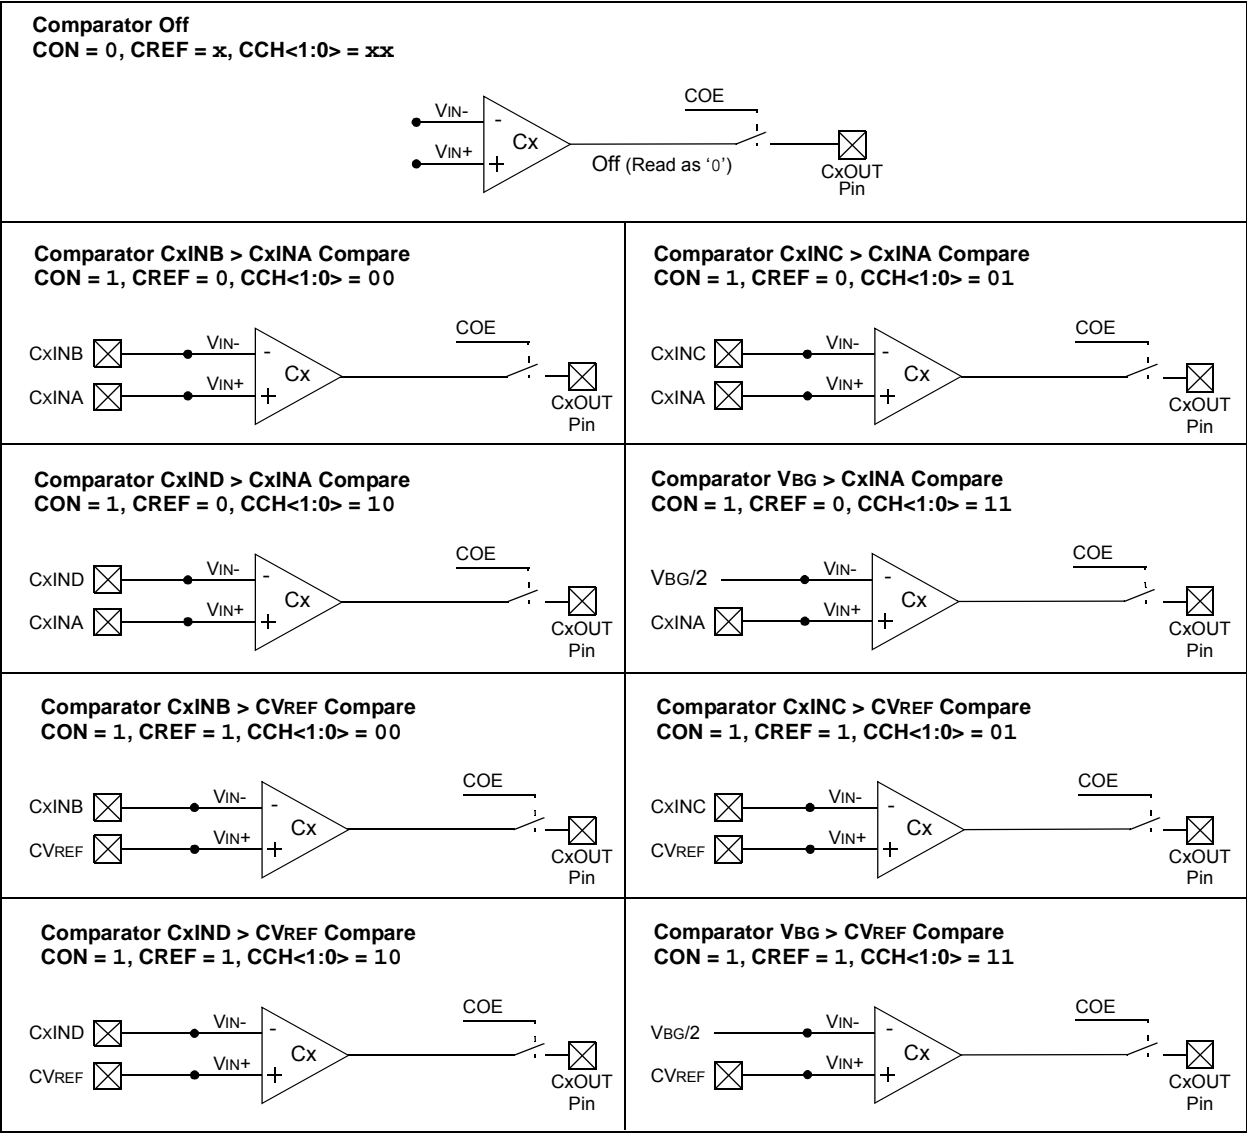 Comparator Off
CON = 0, CREF = x, CCH<1:0> = xx
COE
VIN-
-
Cx
VIN+
+
Off (Read as ‘0’)
CxOUT
Pin
Comparator CxINB > CxINA Compare
CON = 1, CREF = 0, CCH<1:0> = 00
COE
CxINB
VIN-
-
Cx
CxINA
VIN+
+
CxOUT
Pin
Comparator CxINC > CxINA Compare
CON = 1, CREF = 0, CCH<1:0> = 01
COE
CxINC
VIN-
-
Cx
CxINA
VIN+
+
CxOUT
Pin
Comparator CxIND > CxINA Compare
CON = 1, CREF = 0, CCH<1:0> = 10
COE
CxIND
VIN-
-
Cx
CxINA
VIN+
+
CxOUT
Pin
Comparator VBG > CxINA Compare
CON = 1, CREF = 0, CCH<1:0> = 11
COE
VBG/2
VIN-
-
Cx
CxINA
VIN+
+
CxOUT
Pin
Comparator CxINB > CVREF Compare
CON = 1, CREF = 1, CCH<1:0> = 00
COE
CxINB
VIN-
-
Cx
CVREF
VIN+
+
CxOUT
Pin
Comparator CxINC > CVREF Compare
CON = 1, CREF = 1, CCH<1:0> = 01
COE
CxINC
VIN-
-
Cx
CVREF
VIN+
+
CxOUT
Pin
Comparator CxIND > CVREF Compare
CON = 1, CREF = 1, CCH<1:0> = 10
COE
CxIND
VIN-
-
Cx
CVREF
VIN+
+
CxOUT
Pin
Comparator VBG > CVREF Compare
CON = 1, CREF = 1, CCH<1:0> = 11
COE
VBG/2
VIN-
-
Cx
CVREF
VIN+
+
CxOUT
Pin